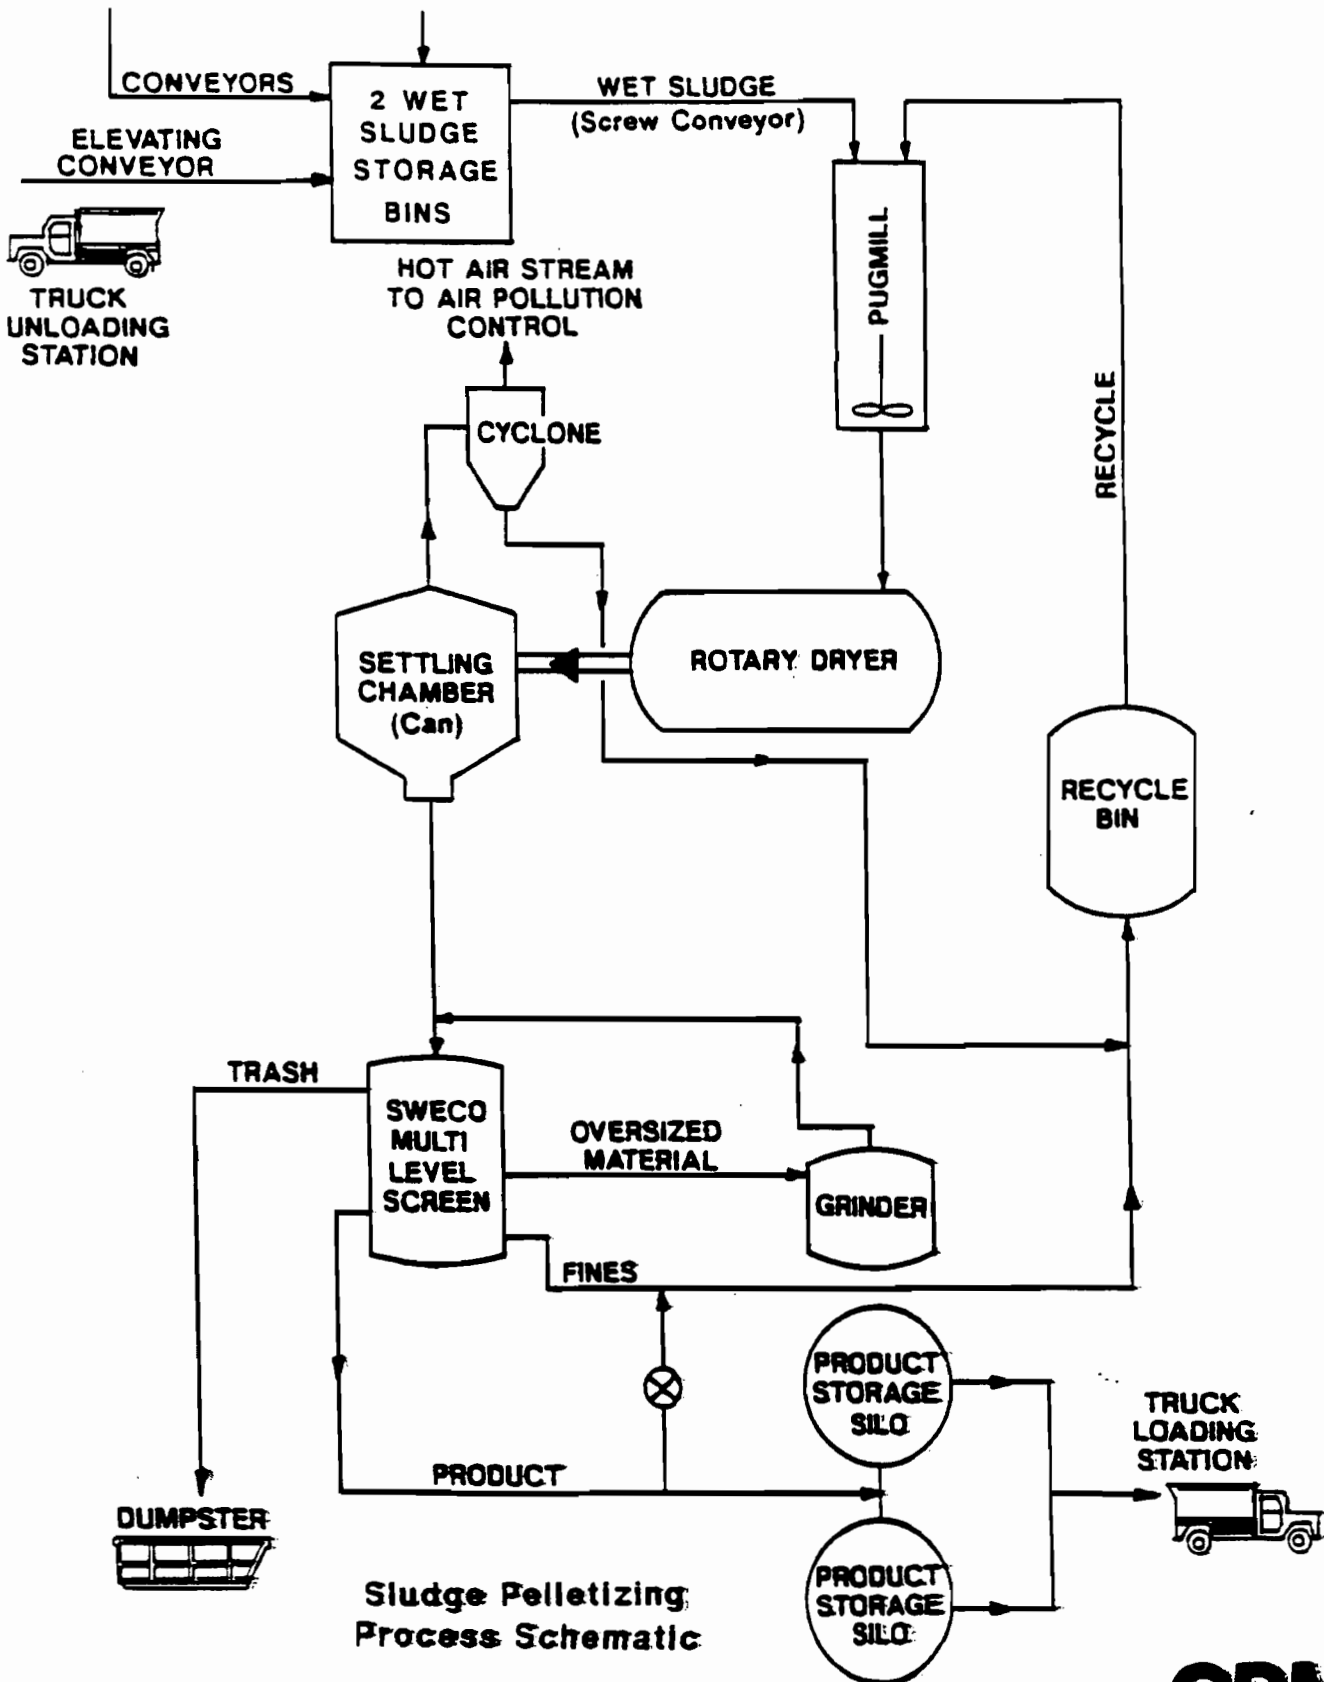 CONVEYORS
ELEVATING
CONVEYOR
TRUCK
UNLOADING
STATION
2 WET
SLUDGE
STORAGE
BINS
WET SLUDGE
(Screw Conveyor)
PUGMILL
RECYCLE
HOT AIR STREAM
TO AIR POLLUTION
CONTROL
CYCLONE
SETTLING
CHAMBER
(Can)
ROTARY DRYER
RECYCLE
BIN
TRASH
SWECO
MULTI
LEVEL
SCREEN
OVERSIZED
MATERIAL
GRINDER
FINES
PRODUCT
STORAGE
SILO
TRUCK
LOADING
STATION
PRODUCT
DUMPSTER
PRODUCT
STORAGE
SILO
Sludge Pelletizing
Process Schematic